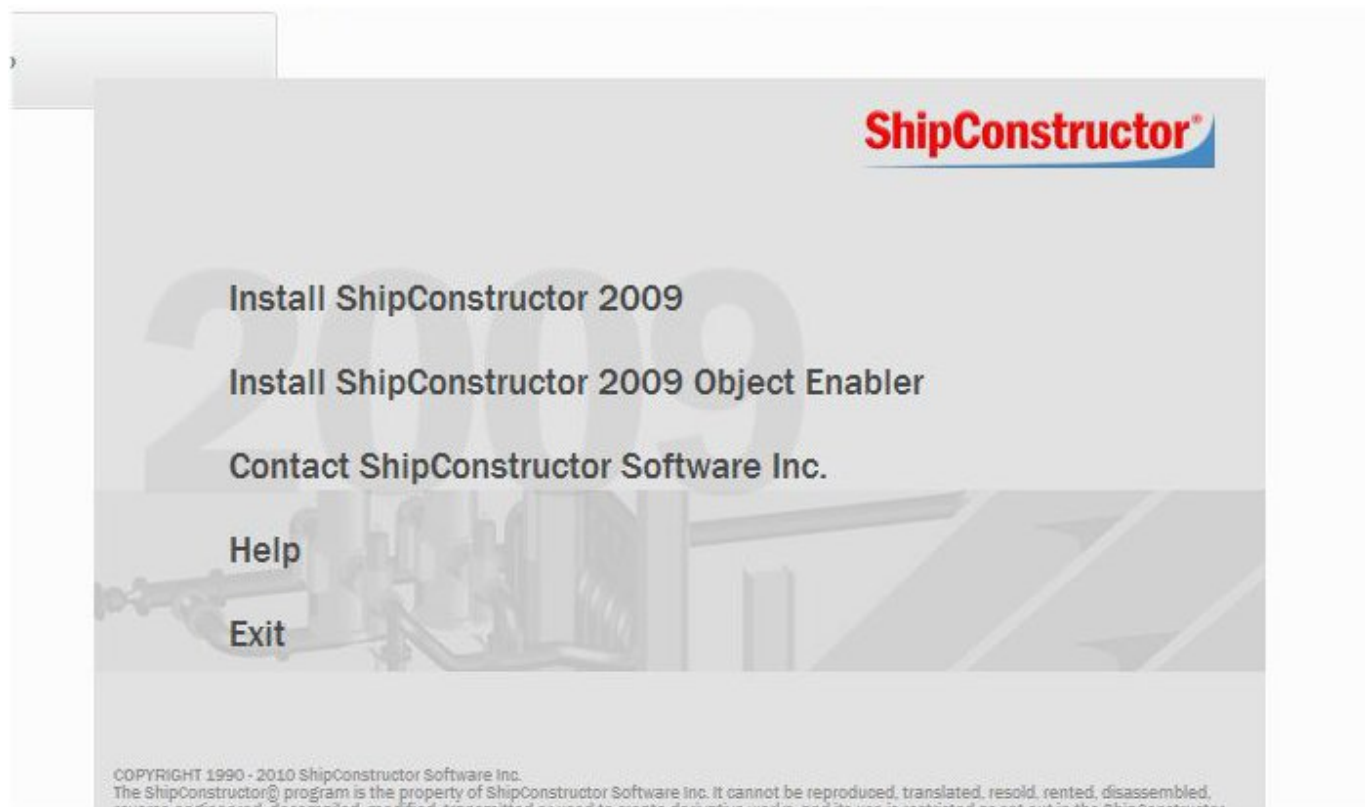 ShipConstructor®
2009
Install ShipConstructor 2009
Install ShipConstructor 2009 Object Enabler
Contact ShipConstructor Software Inc.
Help
Exit
COPYRIGHT 1990 - 2010 ShipConstructor Software Inc.
The ShipConstructor© program is the property of ShipConstructor Software Inc. It cannot be reproduced, translated, resold, rented, disassembled,